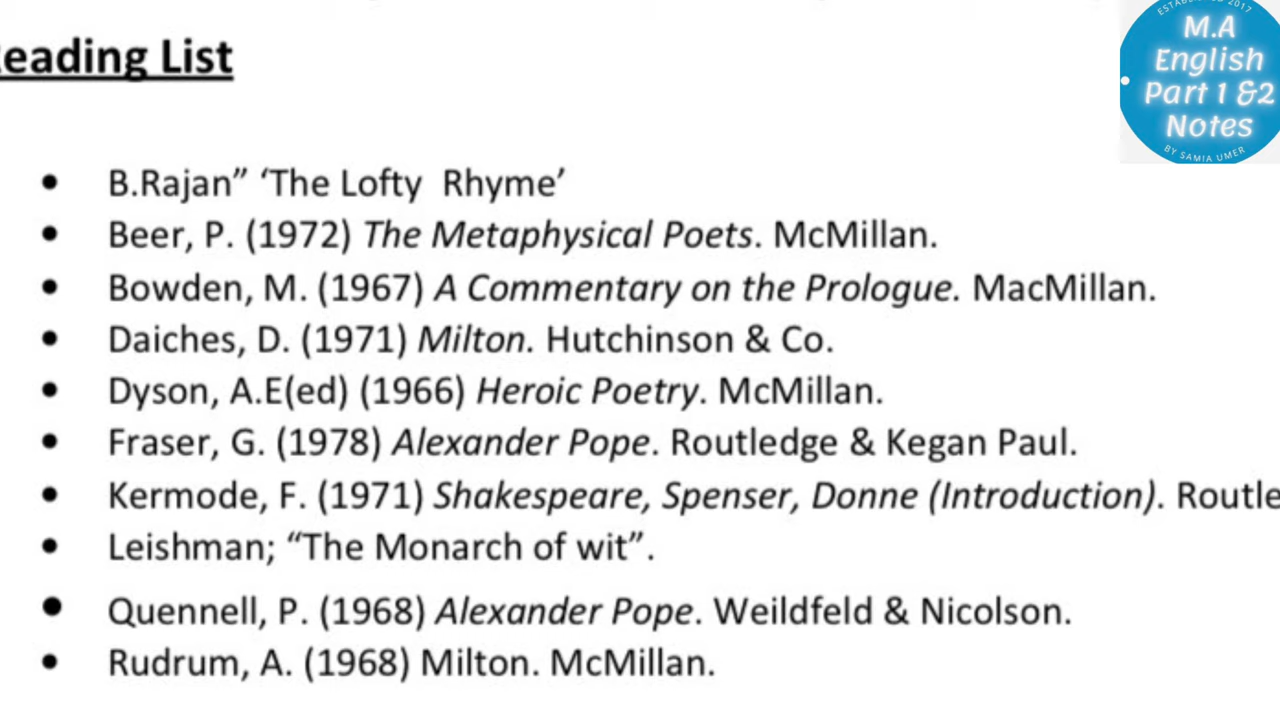 eading List
ESTABLISHED 2017
M.A
English
Part 1 &2
Notes
BY SAMIA UMER
• B.Rajan” ‘The Lofty Rhyme’
• Beer, P. (1972) The Metaphysical Poets. McMillan.
• Bowden, M. (1967) A Commentary on the Prologue. MacMillan.
• Daiches, D. (1971) Milton. Hutchinson & Co.
• Dyson, A.E(ed) (1966) Heroic Poetry. McMillan.
• Fraser, G. (1978) Alexander Pope. Routledge & Kegan Paul.
• Kermode, F. (1971) Shakespeare, Spenser, Donne (Introduction). Routle
• Leishman; “The Monarch of wit”.
• Quennell, P. (1968) Alexander Pope. Weildfeld & Nicolson.
• Rudrum, A. (1968) Milton. McMillan.